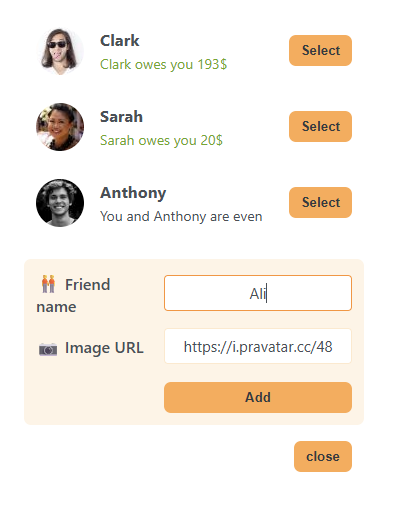 Clark
Clark owes you 193$
Select
Sarah
Sarah owes you 20$
Select
Anthony
You and Anthony are even
Select
Friend
name
Ali
Image URL
https://i.pravatar.cc/48
Add
close